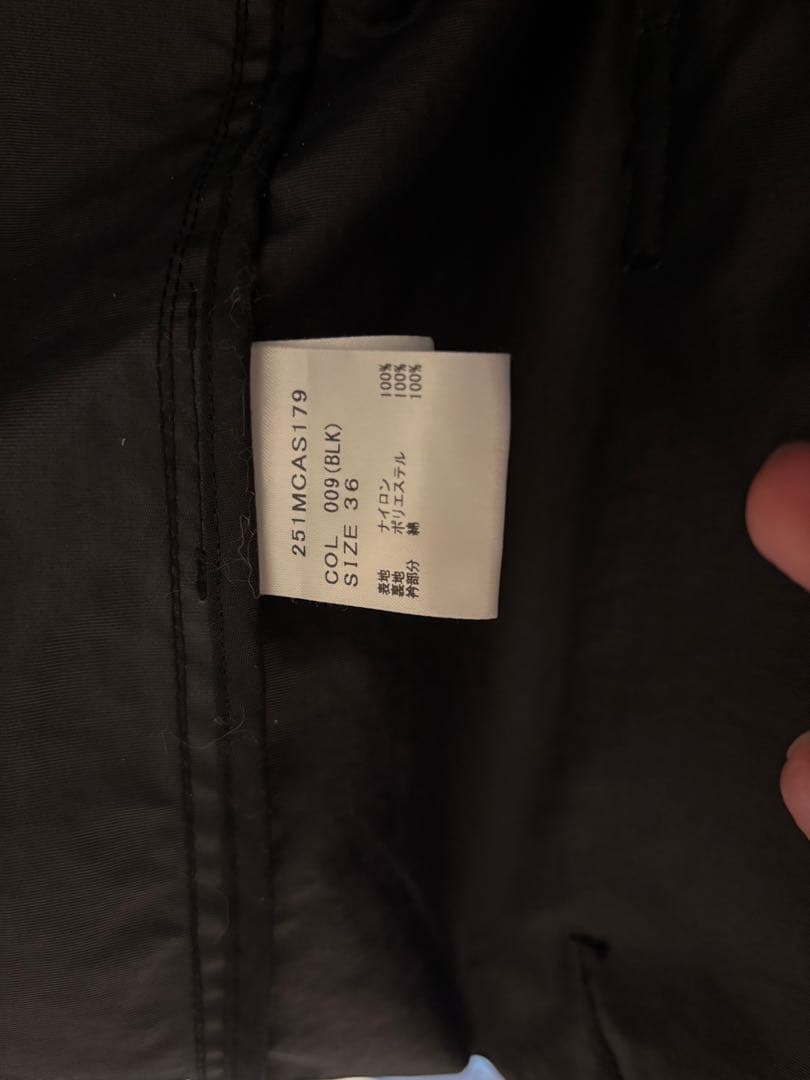 251MCAS179
COL 009(BLK)
SIZE 36
表地 ナイロン 100%
裏地 ポリエステル 100%
衿部分 綿 100%